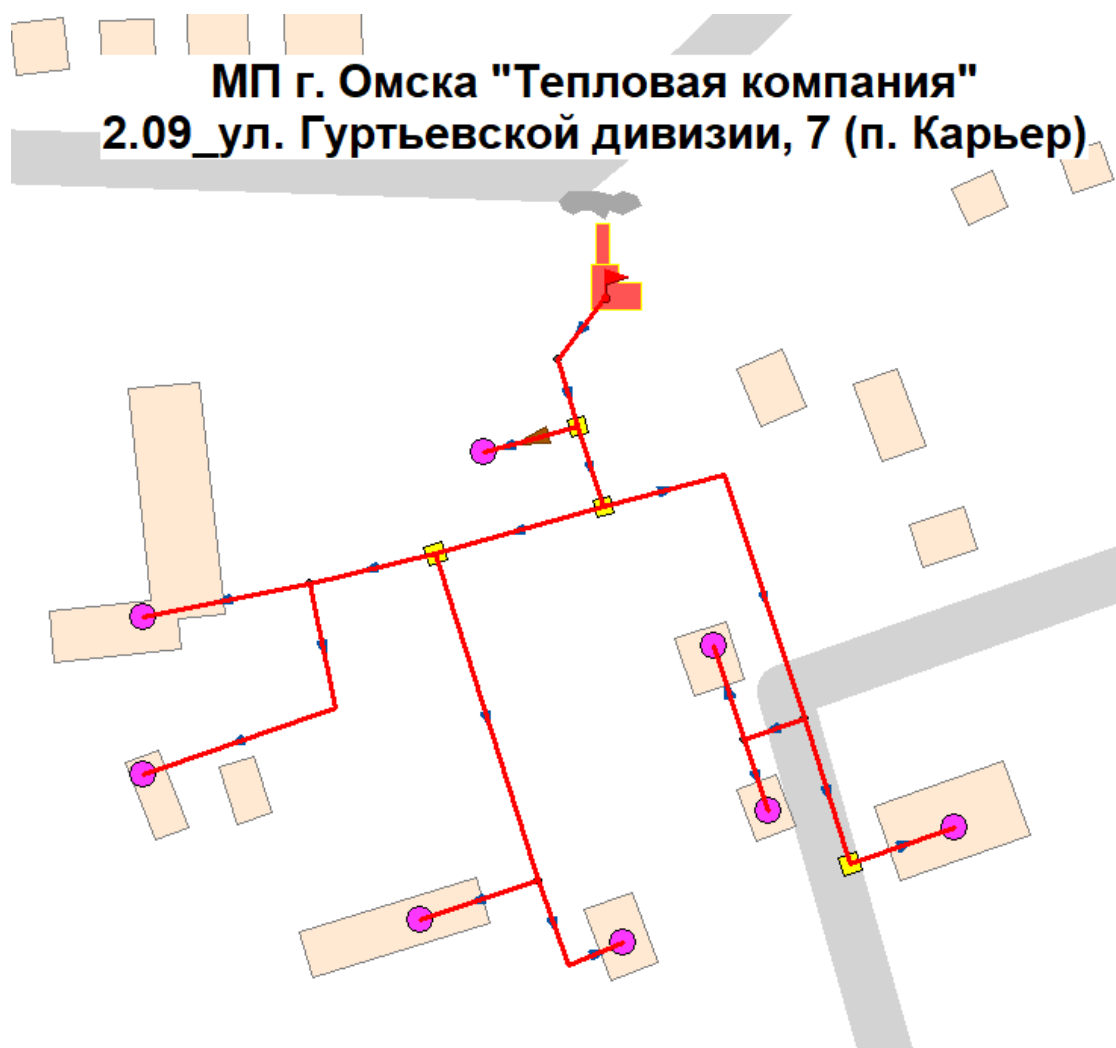 МП г. Омска "Тепловая компания"
2.09_ул. Гуртьевской дивизии, 7 (п. Карьер)